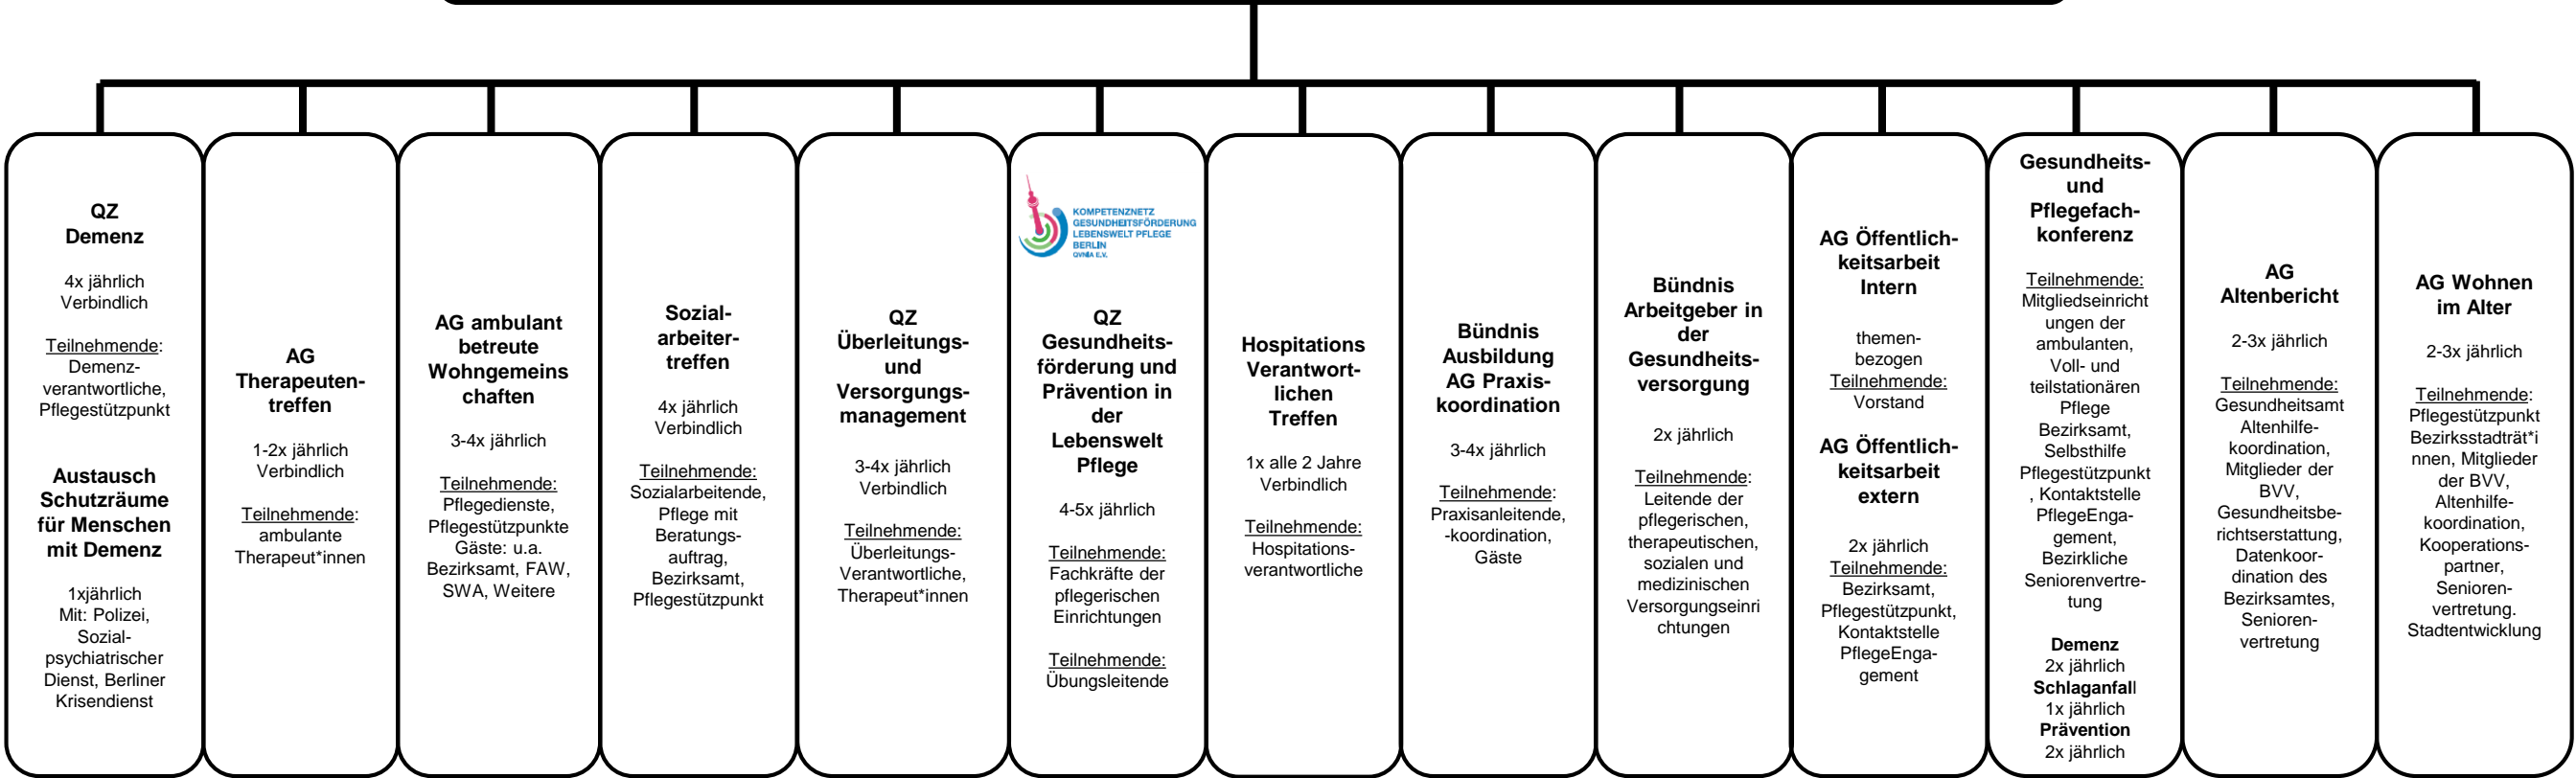 QZ
Demenz
4x jährlich
Verbindlich
Teilnehmende:
Demenz-
verantwortliche,
Pflegestützpunkt
Austausch
Schutzräume
für Menschen
mit Demenz
1xjährlich
Mit: Polizei,
Sozial-
psychiatrischer
Dienst, Berliner
Krisendienst
AG
Therapeuten-
treffen
1-2x jährlich
Verbindlich
Teilnehmende:
ambulante
Therapeut*innen
AG ambulant
betreute
Wohngemeins
chaften
3-4x jährlich
Teilnehmende:
Pflegedienste,
Pflegestützpunkte
Gäste: u.a.
Bezirksamt, FAW,
SWA, Weitere
Sozial-
arbeiter-
treffen
4x jährlich
Verbindlich
Teilnehmende:
Sozialarbeitende,
Pflege mit
Beratungs-
auftrag,
Bezirksamt,
Pflegestützpunkt
QZ
Überleitungs-
und
Versorgungs-
management
3-4x jährlich
Verbindlich
Teilnehmende:
Überleitungs-
Verantwortliche,
Therapeut*innen
KOMPETENZNETZ
GESUNDHEITSFÖRDERUNG
LEBENSWELT PFLEGE
BERLIN
QVNIA E.V.
QZ
Gesundheits-
förderung und
Prävention in
der
Lebenswelt
Pflege
4-5x jährlich
Teilnehmende:
Fachkräfte der
pflegerischen
Einrichtungen
Teilnehmende:
Übungsleitende
Hospitations
Verantwort-
lichen
Treffen
1x alle 2 Jahre
Verbindlich
Teilnehmende:
Hospitations-
verantwortliche
Bündnis
Ausbildung
AG Praxis-
koordination
3-4x jährlich
Teilnehmende:
Praxisanleitende,
-koordination,
Gäste
Bündnis
Arbeitgeber in
der
Gesundheits-
versorgung
2x jährlich
Teilnehmende:
Leitende der
pflegerischen,
therapeutischen,
sozialen und
medizinischen
Versorgungseinri
chtungen
AG Öffentlich-
keitsarbeit
Intern
themen-
bezogen
Teilnehmende:
Vorstand
AG Öffentlich-
keitsarbeit
extern
2x jährlich
Teilnehmende:
Bezirksamt,
Pflegestützpunkt,
Kontaktstelle
PflegeEnga-
gement
Gesundheits-
und
Pflegefach-
konferenz
Teilnehmende:
Mitgliedseinricht
ungen der
ambulanten,
Voll- und
teilstationären
Pflege
Bezirksamt,
Selbsthilfe
Pflegestützpunkt
, Kontaktstelle
PflegeEnga-
gement,
Bezirkliche
Seniorenvertre-
tung
Demenz
2x jährlich
Schlaganfall
1x jährlich
Prävention
2x jährlich
AG
Altenbericht
2-3x jährlich
Teilnehmende:
Gesundheitsamt
Altenhilfe-
koordination,
Mitglieder der
BVV,
Gesundheitsbe-
richtserstattung,
Datenkoor-
dination des
Bezirksamtes,
Senioren-
vertretung
AG Wohnen
im Alter
2-3x jährlich
Teilnehmende:
Pflegestützpunkt
Bezirksstadträt*i
nnen, Mitglieder
der BVV,
Altenhilfe-
koordination,
Kooperations-
partner,
Senioren-
vertretung.
Stadtentwicklung